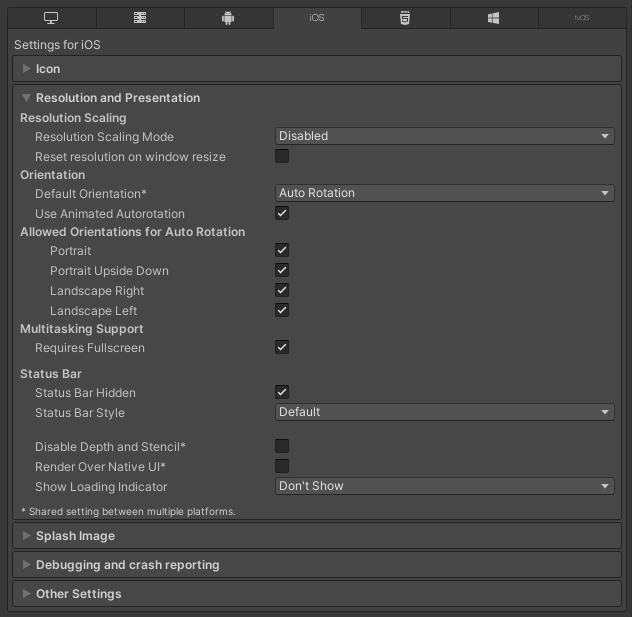 iOS
tvOS
Settings for iOS
Icon
Resolution and Presentation
Resolution Scaling
Resolution Scaling Mode Disabled
Reset resolution on window resize
Orientation
Default Orientation* Auto Rotation
Use Animated Autorotation
Allowed Orientations for Auto Rotation
Portrait
Portrait Upside Down
Landscape Right
Landscape Left
Multitasking Support
Requires Fullscreen
Status Bar
Status Bar Hidden
Status Bar Style Default
Disable Depth and Stencil*
Render Over Native UI*
Show Loading Indicator Don't Show
* Shared setting between multiple platforms.
Splash Image
Debugging and crash reporting
Other Settings